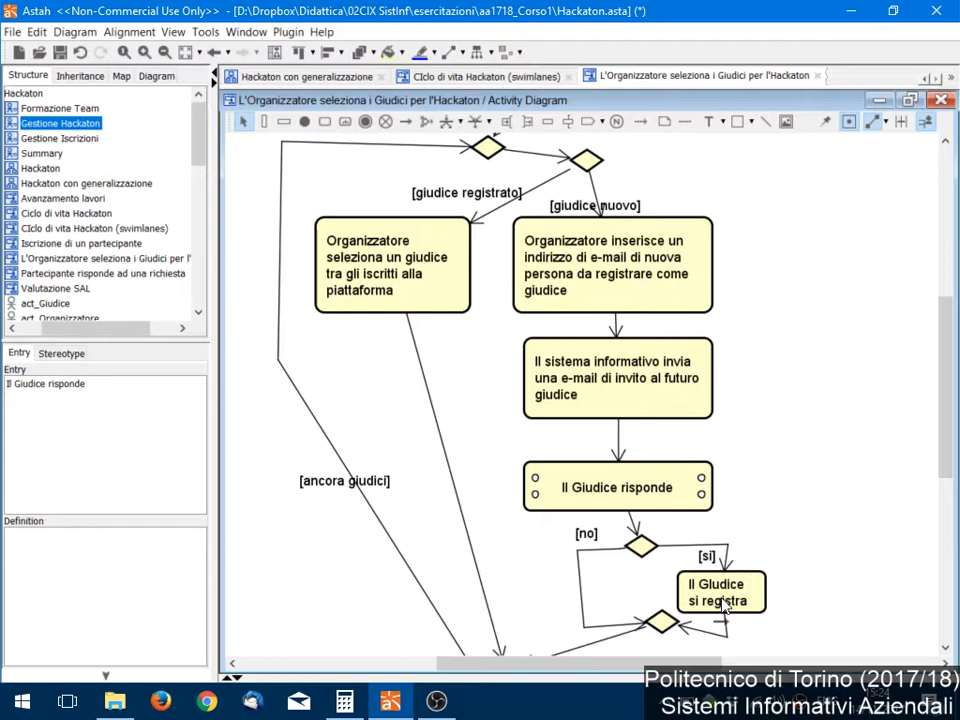 Astah <<Non-Commercial Use Only>> - [D:\Dropbox\Didattica\02CIX SistInf\esercitazioni\aa1718_Corso1\Hackaton.asta] (*)
File Edit Diagram Alignment View Tools Window Plugin Help
Structure Inheritance Map Diagram
Hackaton con generalizzazione
CIclo di vita Hackaton (swimlanes)
L'Organizzatore seleziona i Giudici per l'Hackaton
L'Organizzatore seleziona i Giudici per l'Hackaton / Activity Diagram
Hackaton
Formazione Team
Gestione Hackaton
Gestione Iscrizioni
Summary
Hackaton
Hackaton con generalizzazione
Avanzamento lavori
Ciclo di vita Hackaton
CIclo di vita Hackaton (swimlanes)
Iscrizione di un partecipante
L'Organizzatore seleziona i Giudici per l'
Partecipante risponde ad una richiesta
Valutazione SAL
act_Giudice
act_Organizzatore
Entry Stereotype
Entry
Il Giudice risponde
Definition
[giudice registrato]
[giudice nuovo]
Organizzatore
seleziona un giudice
tra gli iscritti alla
piattaforma
Organizzatore inserisce un
indirizzo di e-mail di nuova
persona da registrare come
giudice
Il sistema informativo invia
una e-mail di invito al futuro
giudice
[ancora giudici]
Il Giudice risponde
[no]
[si]
Il GIudice
si registra
Politecnico di Torino (2017/18)
5:24
Sistemi Informativi Aziendali